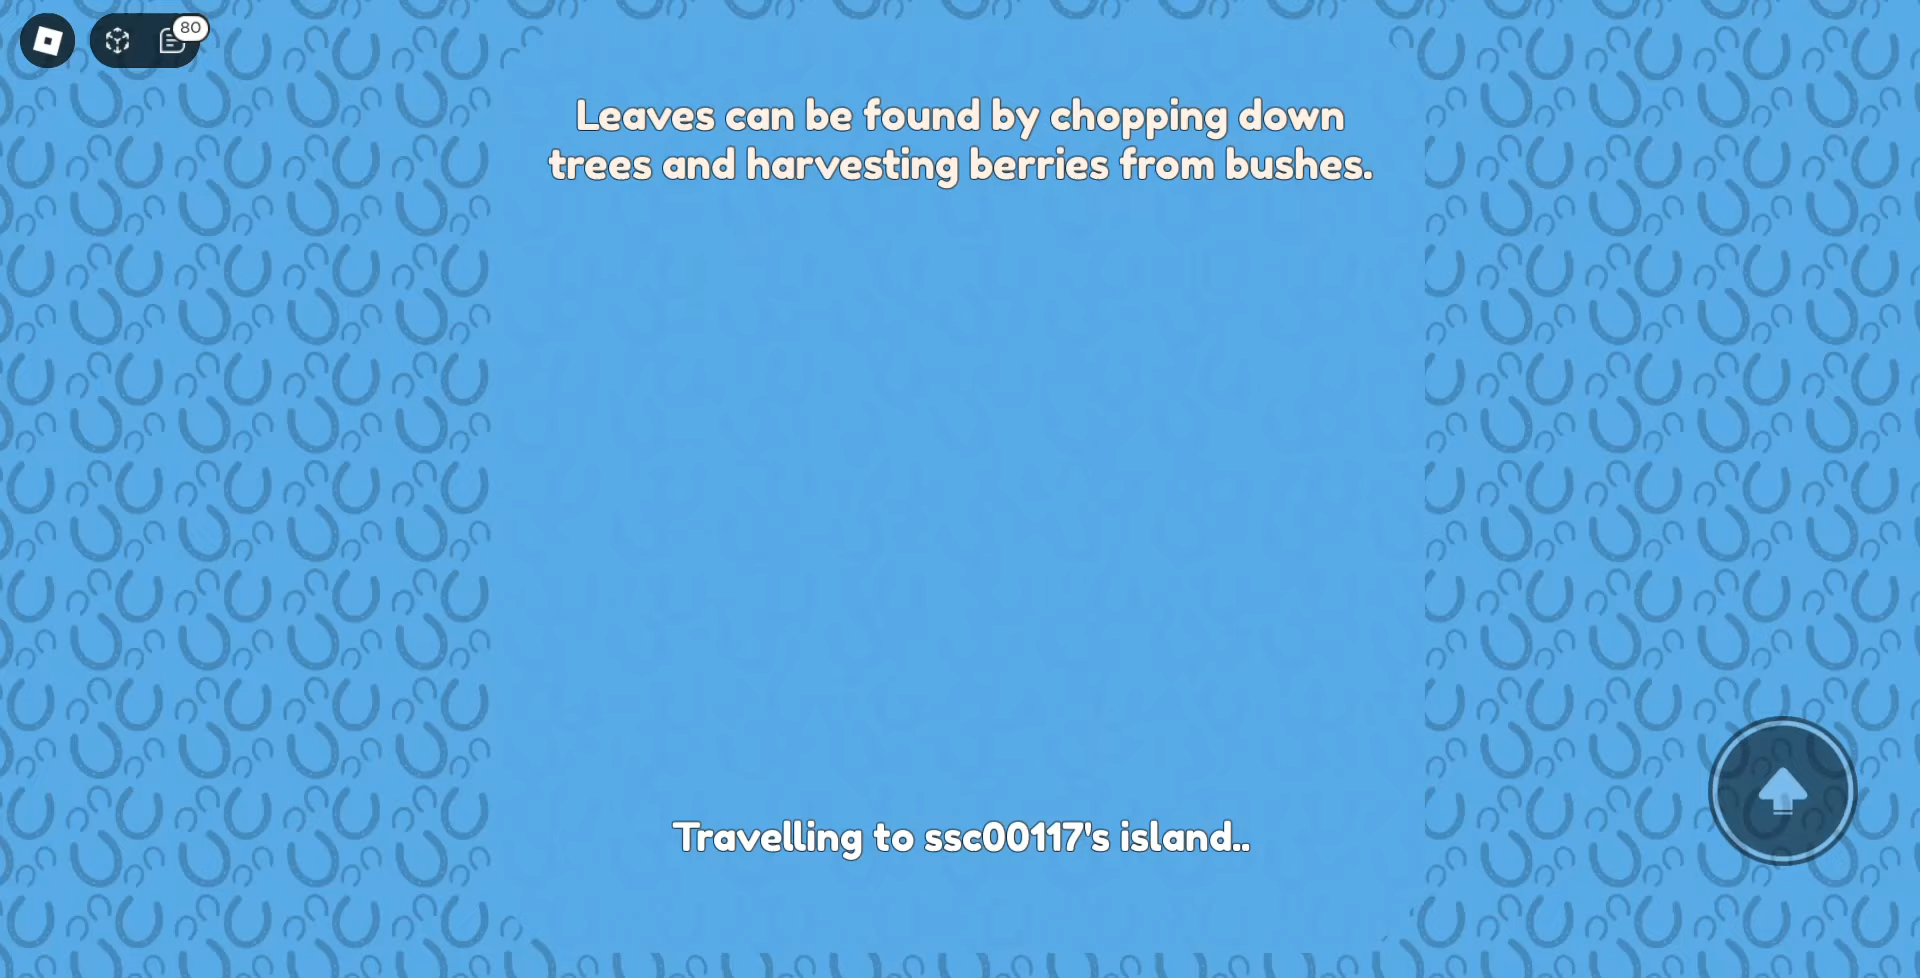 80
Leaves can be found by chopping down
trees and harvesting berries from bushes.
Travelling to ssc00117's island..